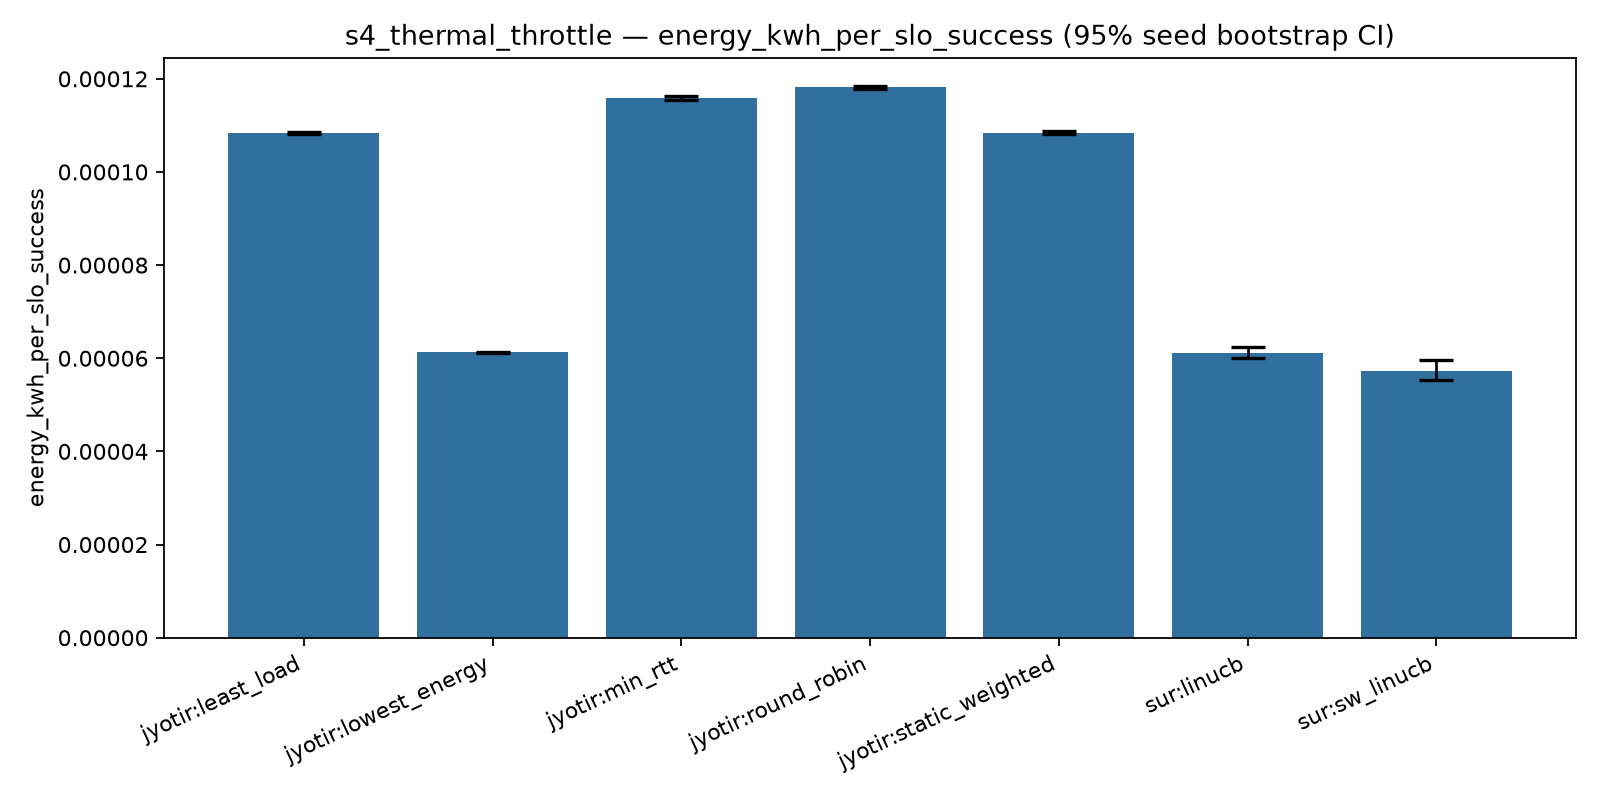 s4_thermal_throttle — energy_kwh_per_slo_success (95% seed bootstrap CI)
energy_kwh_per_slo_success
0.00012
0.00010
0.00008
0.00006
0.00004
0.00002
0.00000
jyotir:least_load
jyotir:lowest_energy
jyotir:min_rtt
jyotir:round_robin
jyotir:static_weighted
sur:linucb
sur:sw_linucb